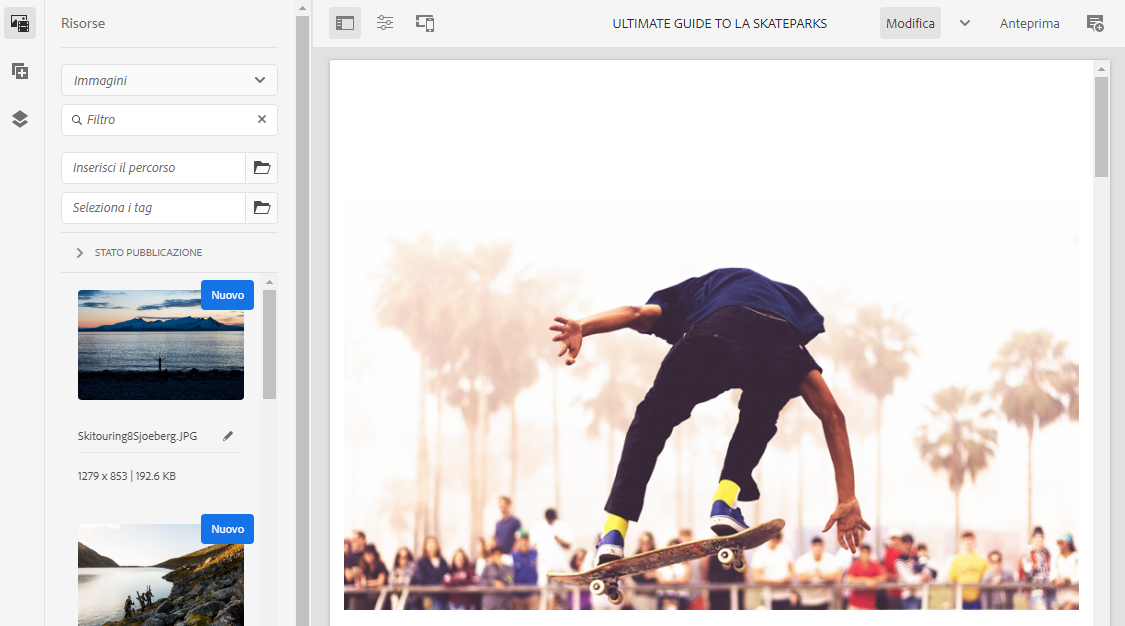 Risorse
ULTIMATE GUIDE TO LA SKATEPARKS
Modifica
Anteprima
Immagini
Filtro
Inserisci il percorso
Seleziona i tag
STATO PUBBLICAZIONE
Nuovo
Skitouring8Sjoeberg.JPG
1279 x 853 | 192.6 KB
Nuovo